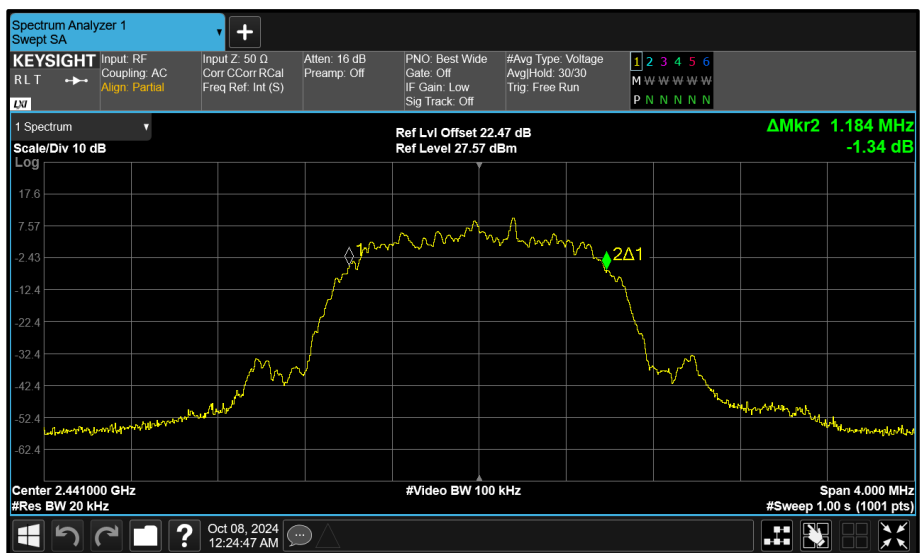 Spectrum Analyzer 1
Swept SA
KEYSIGHT
RLT
LXI
Input: RF
Coupling: AC
Align: Partial
Input Z: 50 Ω
Corr CCorr RCal
Freq Ref: Int (S)
Atten: 16 dB
Preamp: Off
PNO: Best Wide
Gate: Off
IF Gain: Low
Sig Track: Off
#Avg Type: Voltage
Avg|Hold: 30/30
Trig: Free Run
1 2 3 4 5 6
M W W W W W
P N N N N N
1 Spectrum
Scale/Div 10 dB
Log
Ref Lvl Offset 22.47 dB
Ref Level 27.57 dBm
ΔMkr2 1.184 MHz
-1.34 dB
17.6
7.57
-2.43
-12.4
-22.4
-32.4
-42.4
-52.4
-62.4
1
2Δ1
Center 2.441000 GHz
#Video BW 100 kHz
Span 4.000 MHz
#Res BW 20 kHz
#Sweep 1.00 s (1001 pts)
?
Oct 08, 2024
12:24:47 AM